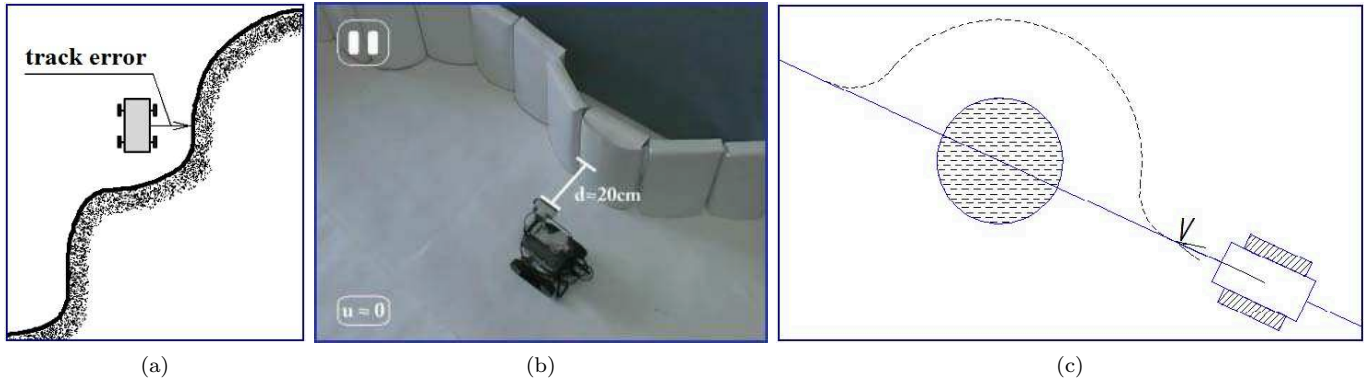 track error
d=20cm
u ≈ 0
V
(a)
(b)
(c)